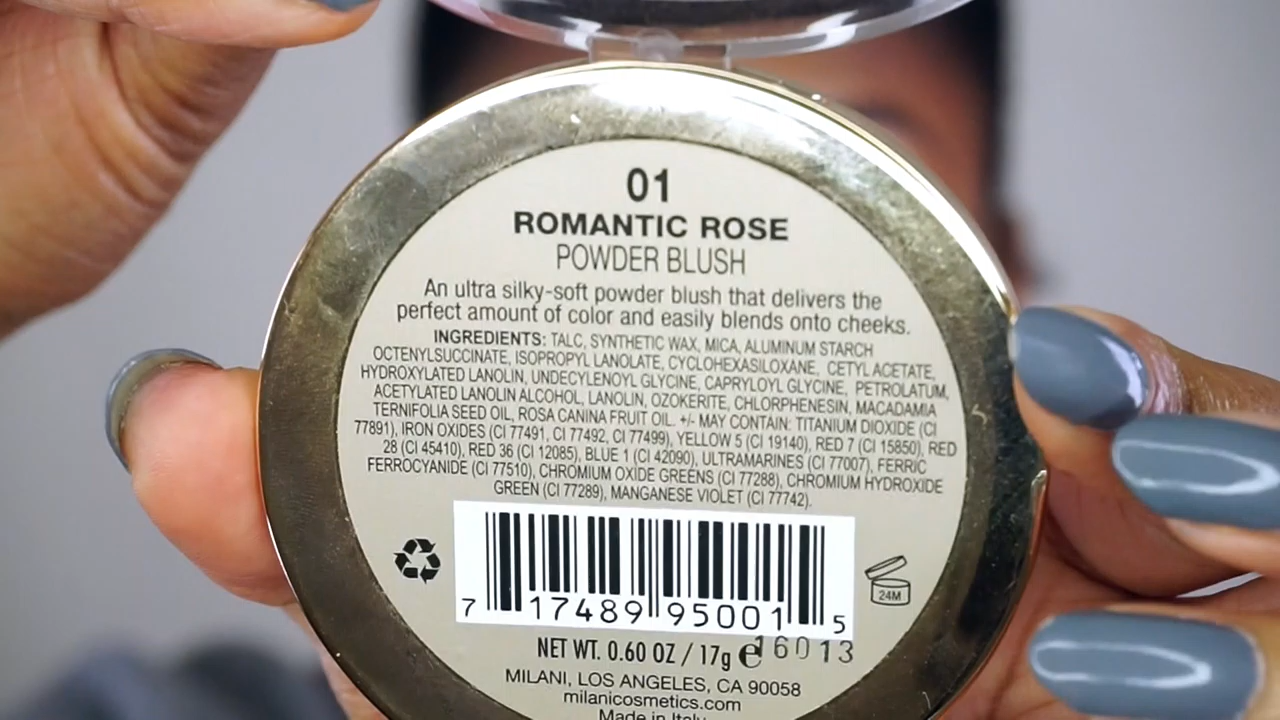 01
ROMANTIC ROSE
POWDER BLUSH
An ultra silky-soft powder blush that delivers the
perfect amount of color and easily blends onto cheeks.
INGREDIENTS: TALC, SYNTHETIC WAX, MICA, ALUMINUM STARCH
OCTENYLSUCCINATE, ISOPROPYL LANOLATE, CYCLOHEXASILOXANE, CETYL ACETATE,
HYDROXYLATED LANOLIN, UNDECYLENOYL GLYCINE, CAPRYLOYL GLYCINE, PETROLATUM,
ACETYLATED LANOLIN ALCOHOL, LANOLIN, OZOKERITE, CHLORPHENESIN, MACADAMIA
TERNIFOLIA SEED OIL, ROSA CANINA FRUIT OIL. +/- MAY CONTAIN: TITANIUM DIOXIDE (CI
77891), IRON OXIDES (CI 77491, CI 77492, CI 77499), YELLOW 5 (CI 19140), RED 7 (CI 15850), RED
28 (CI 45410), RED 36 (CI 12085), BLUE 1 (CI 42090), ULTRAMARINES (CI 77007), FERRIC
FERROCYANIDE (CI 77510), CHROMIUM OXIDE GREENS (CI 77288), CHROMIUM HYDROXIDE
GREEN (CI 77289), MANGANESE VIOLET (CI 77742).
24M
7 17489 95001 5
NET WT. 0.60 OZ / 17g e 16013
MILANI, LOS ANGELES, CA 90058
milanicosmetics.com
Made in Italy